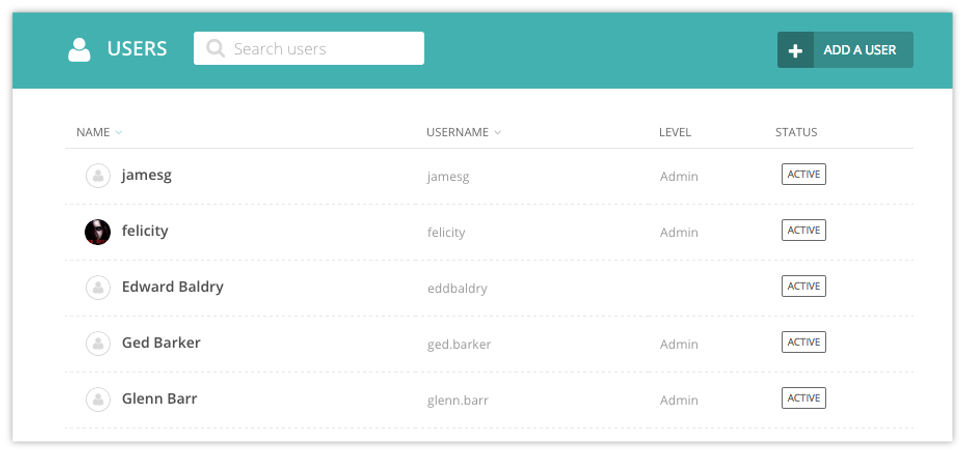 USERS Search users ADD A USER
NAME USERNAME LEVEL STATUS
jamesg jamesg Admin ACTIVE
felicity felicity Admin ACTIVE
Edward Baldry eddbaldry ACTIVE
Ged Barker ged.barker Admin ACTIVE
Glenn Barr glenn.barr Admin ACTIVE